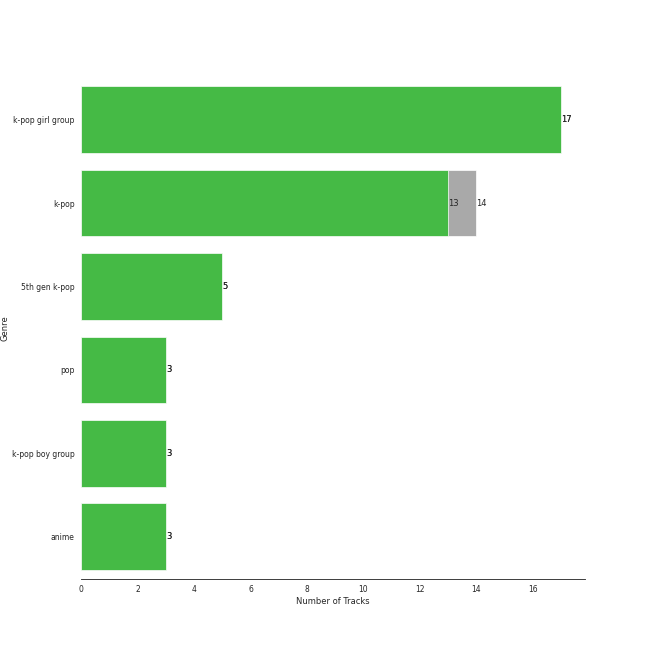 k-pop girl group
17
k-pop
13
14
5th gen k-pop
5
Genre
pop
3
k-pop boy group
3
anime
3
0 2 4 6 8 10 12 14 16
Number of Tracks